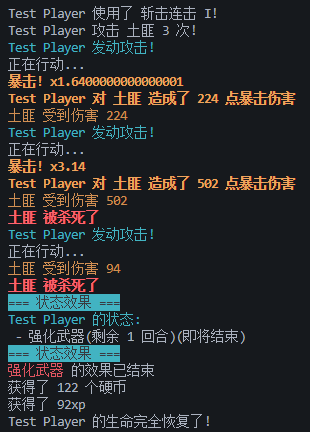 Test Player 使用了 斩击连击 I!
Test Player 攻击 土匪 3 次!
Test Player 发动攻击!
正在行动...
暴击! x1.6400000000000001
Test Player 对 土匪 造成了 224 点暴击伤害
土匪 受到伤害 224
Test Player 发动攻击!
正在行动...
暴击! x3.14
Test Player 对 土匪 造成了 502 点暴击伤害
土匪 受到伤害 502
土匪 被杀死了
Test Player 发动攻击!
正在行动...
土匪 受到伤害 94
土匪 被杀死了
=== 状态效果 ===
Test Player 的状态:
- 强化武器(剩余 1 回合)(即将结束)
=== 状态效果 ===
强化武器 的效果已结束
获得了 122 个硬币
获得了 92xp
Test Player 的生命完全恢复了!